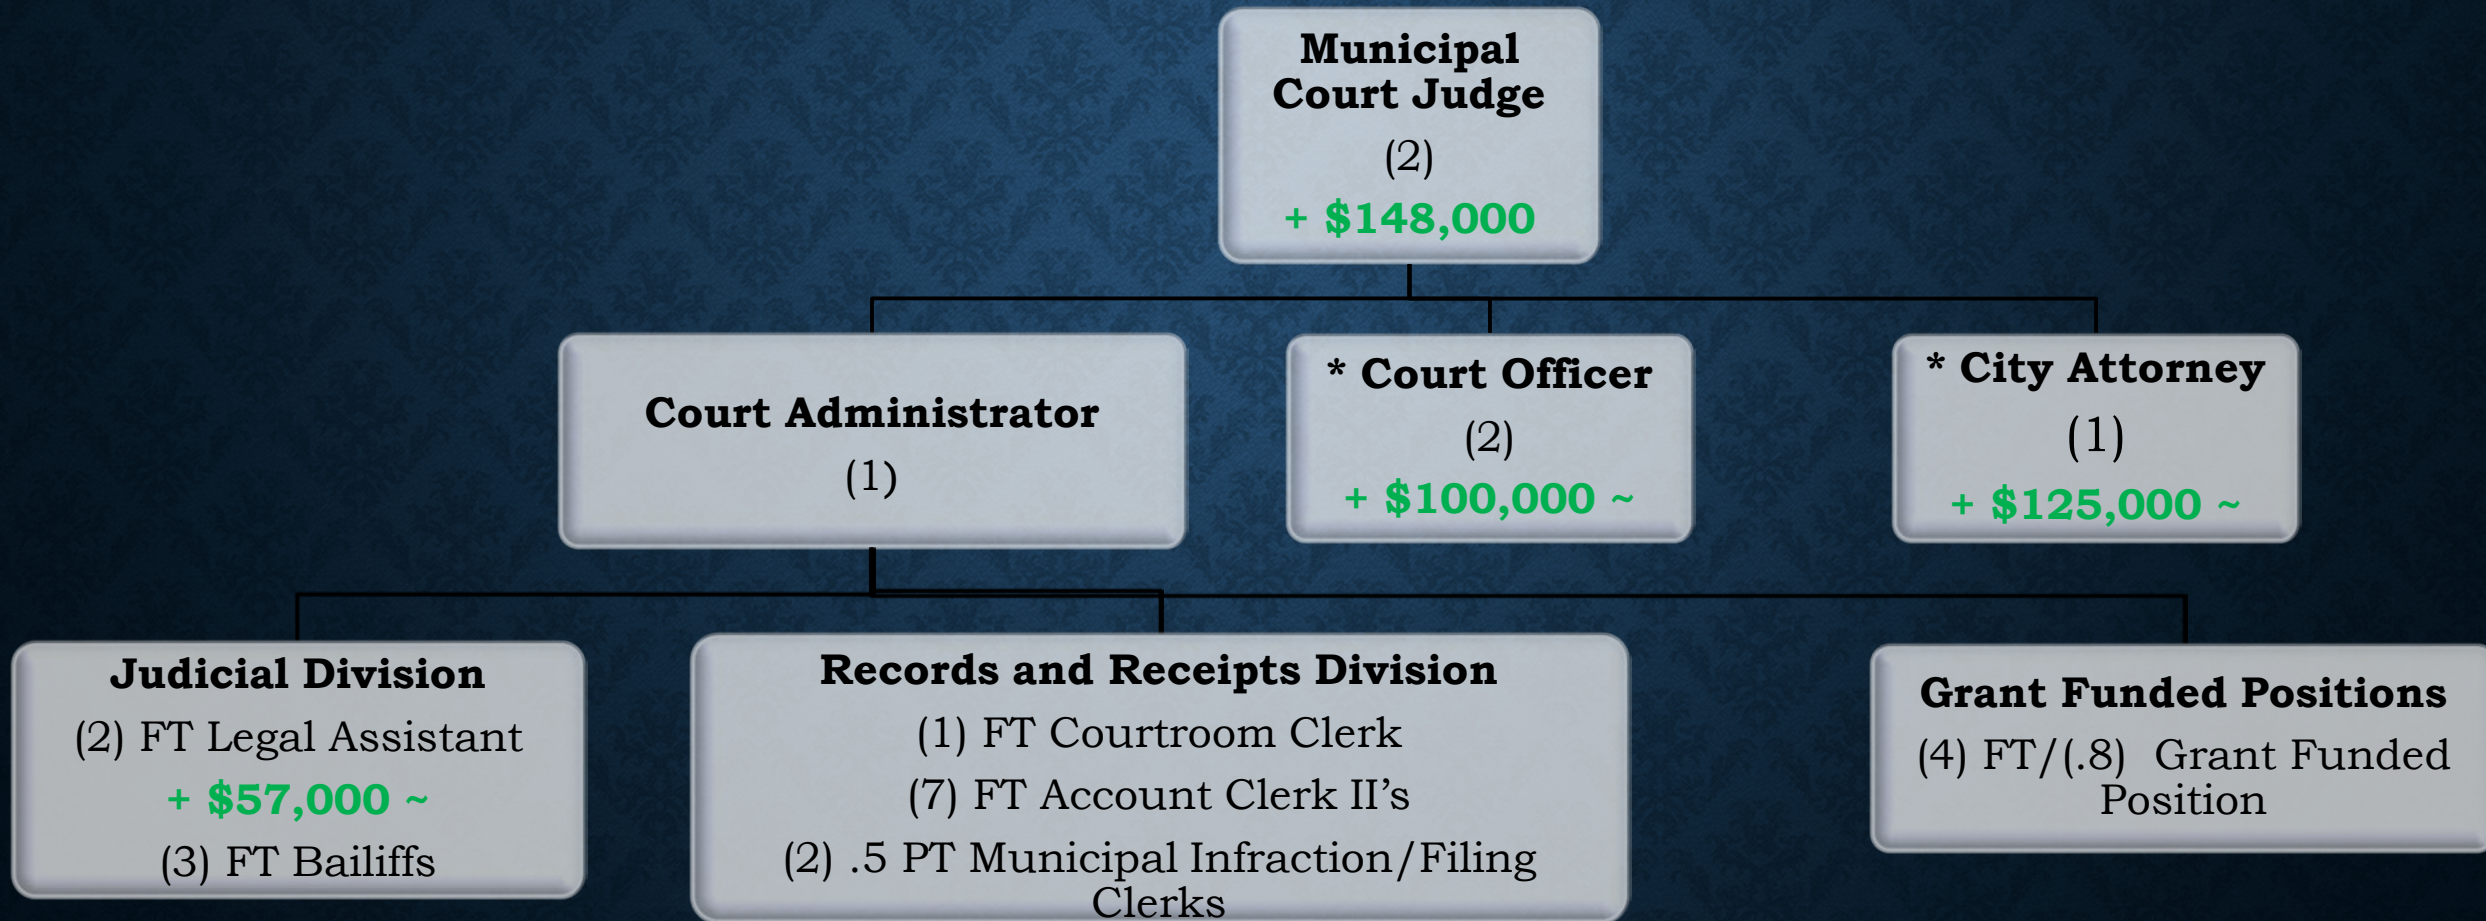 Municipal
Court Judge
(2)
+ $148,000
Court Administrator
(1)
* Court Officer
(2)
+ $100,000 ~
* City Attorney
(1)
+ $125,000 ~
Judicial Division
(2) FT Legal Assistant
+ $57,000 ~
(3) FT Bailiffs
Records and Receipts Division
(1) FT Courtroom Clerk
(7) FT Account Clerk II’s
(2) .5 PT Municipal Infraction/Filing
Clerks
Grant Funded Positions
(4) FT/(.8) Grant Funded
Position